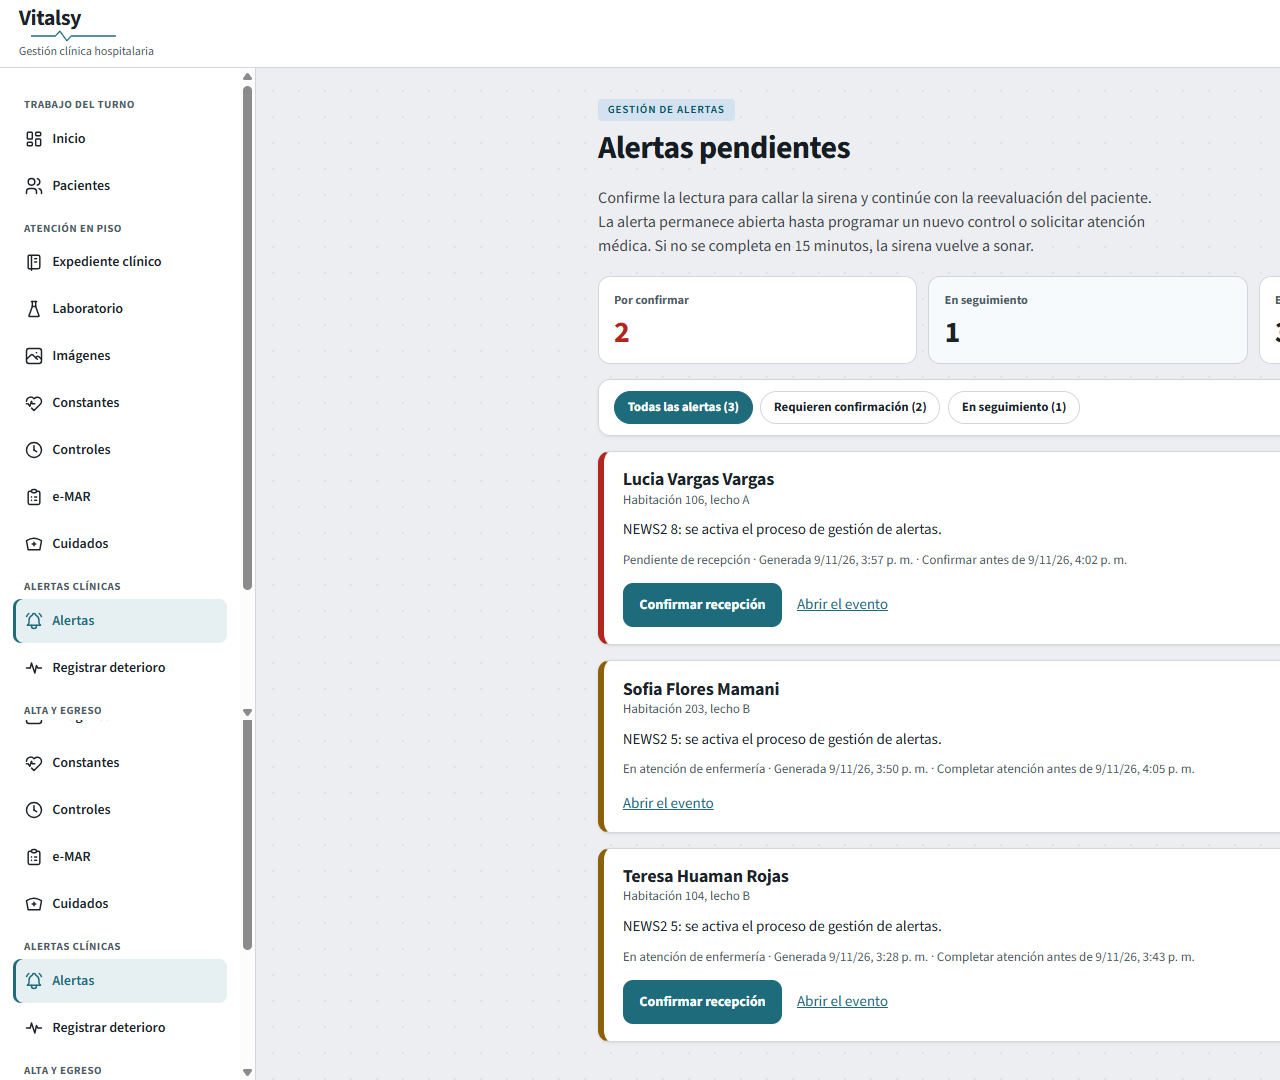 Vitalsy
Gestión clínica hospitalaria
TRABAJO DEL TURNO
Inicio
Pacientes
ATENCIÓN EN PISO
Expediente clínico
Laboratorio
Imágenes
Constantes
Controles
e-MAR
Cuidados
ALERTAS CLÍNICAS
Alertas
Registrar deterioro
ALTA Y EGRESO
Constantes
Controles
e-MAR
Cuidados
ALERTAS CLÍNICAS
Alertas
Registrar deterioro
ALTA Y EGRESO
GESTIÓN DE ALERTAS
Alertas pendientes
Confirme la lectura para callar la sirena y continúe con la reevaluación del paciente.
La alerta permanece abierta hasta programar un nuevo control o solicitar atención
médica. Si no se completa en 15 minutos, la sirena vuelve a sonar.
Por confirmar
2
En seguimiento
1
Todas las alertas (3)
Requieren confirmación (2)
En seguimiento (1)
Lucia Vargas Vargas
Habitación 106, lecho A
NEWS2 8: se activa el proceso de gestión de alertas.
Pendiente de recepción · Generada 9/11/26, 3:57 p. m. · Confirmar antes de 9/11/26, 4:02 p. m.
Confirmar recepción
Abrir el evento
Sofia Flores Mamani
Habitación 203, lecho B
NEWS2 5: se activa el proceso de gestión de alertas.
En atención de enfermería · Generada 9/11/26, 3:50 p. m. · Completar atención antes de 9/11/26, 4:05 p. m.
Abrir el evento
Teresa Huaman Rojas
Habitación 104, lecho B
NEWS2 5: se activa el proceso de gestión de alertas.
En atención de enfermería · Generada 9/11/26, 3:28 p. m. · Completar atención antes de 9/11/26, 3:43 p. m.
Confirmar recepción
Abrir el evento